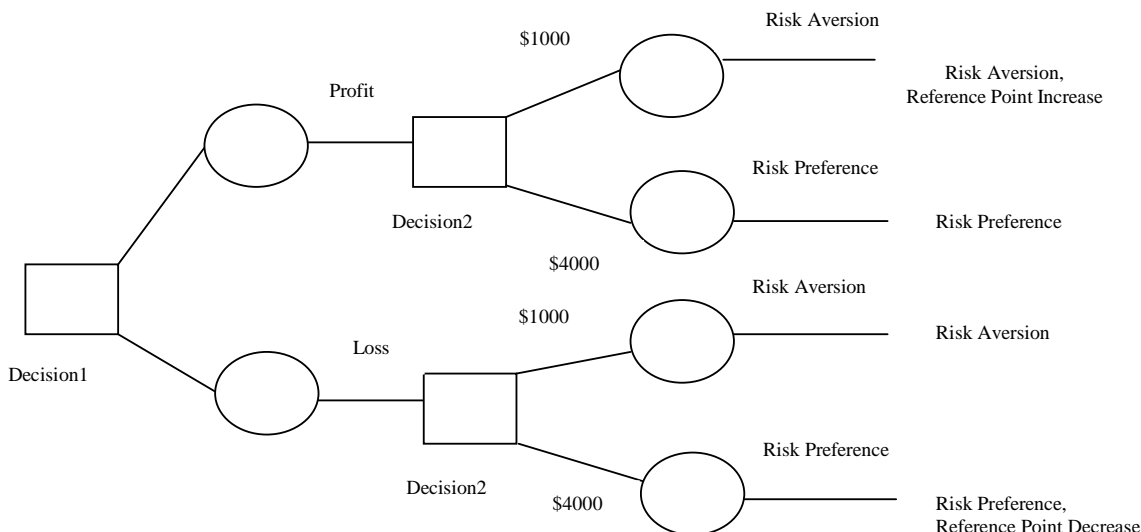 Risk Aversion
$1000
Risk Aversion,
Reference Point Increase
Profit
Risk Preference
Decision2
Risk Preference
$4000
Risk Aversion
$1000
Risk Aversion
Loss
Decision1
Risk Preference
Decision2
$4000
Risk Preference,
Reference Point Decrease